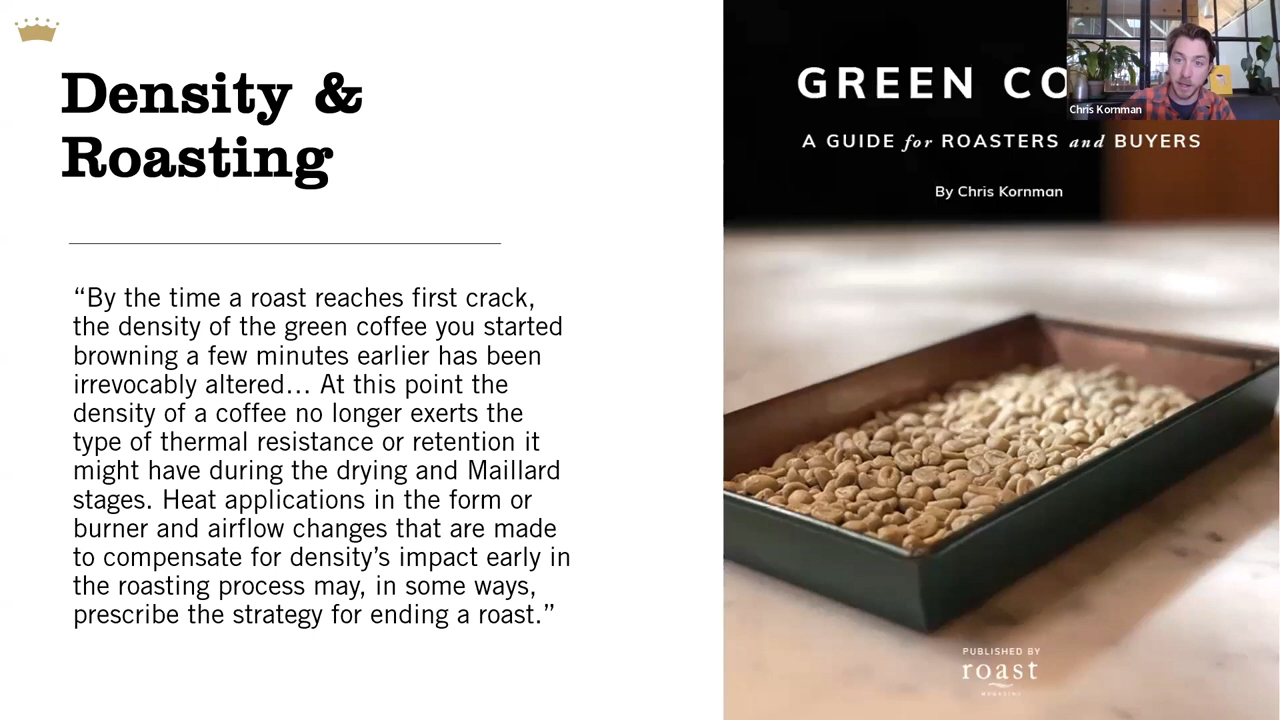 Density &
Roasting
“By the time a roast reaches first crack,
the density of the green coffee you started
browning a few minutes earlier has been
irrevocably altered… At this point the
density of a coffee no longer exerts the
type of thermal resistance or retention it
might have during the drying and Maillard
stages. Heat applications in the form or
burner and airflow changes that are made
to compensate for density’s impact early in
the roasting process may, in some ways,
prescribe the strategy for ending a roast.”
GREEN CO
Chris Kornman
A GUIDE for ROASTERS and BUYERS
By Chris Kornman
PUBLISHED BY
roast